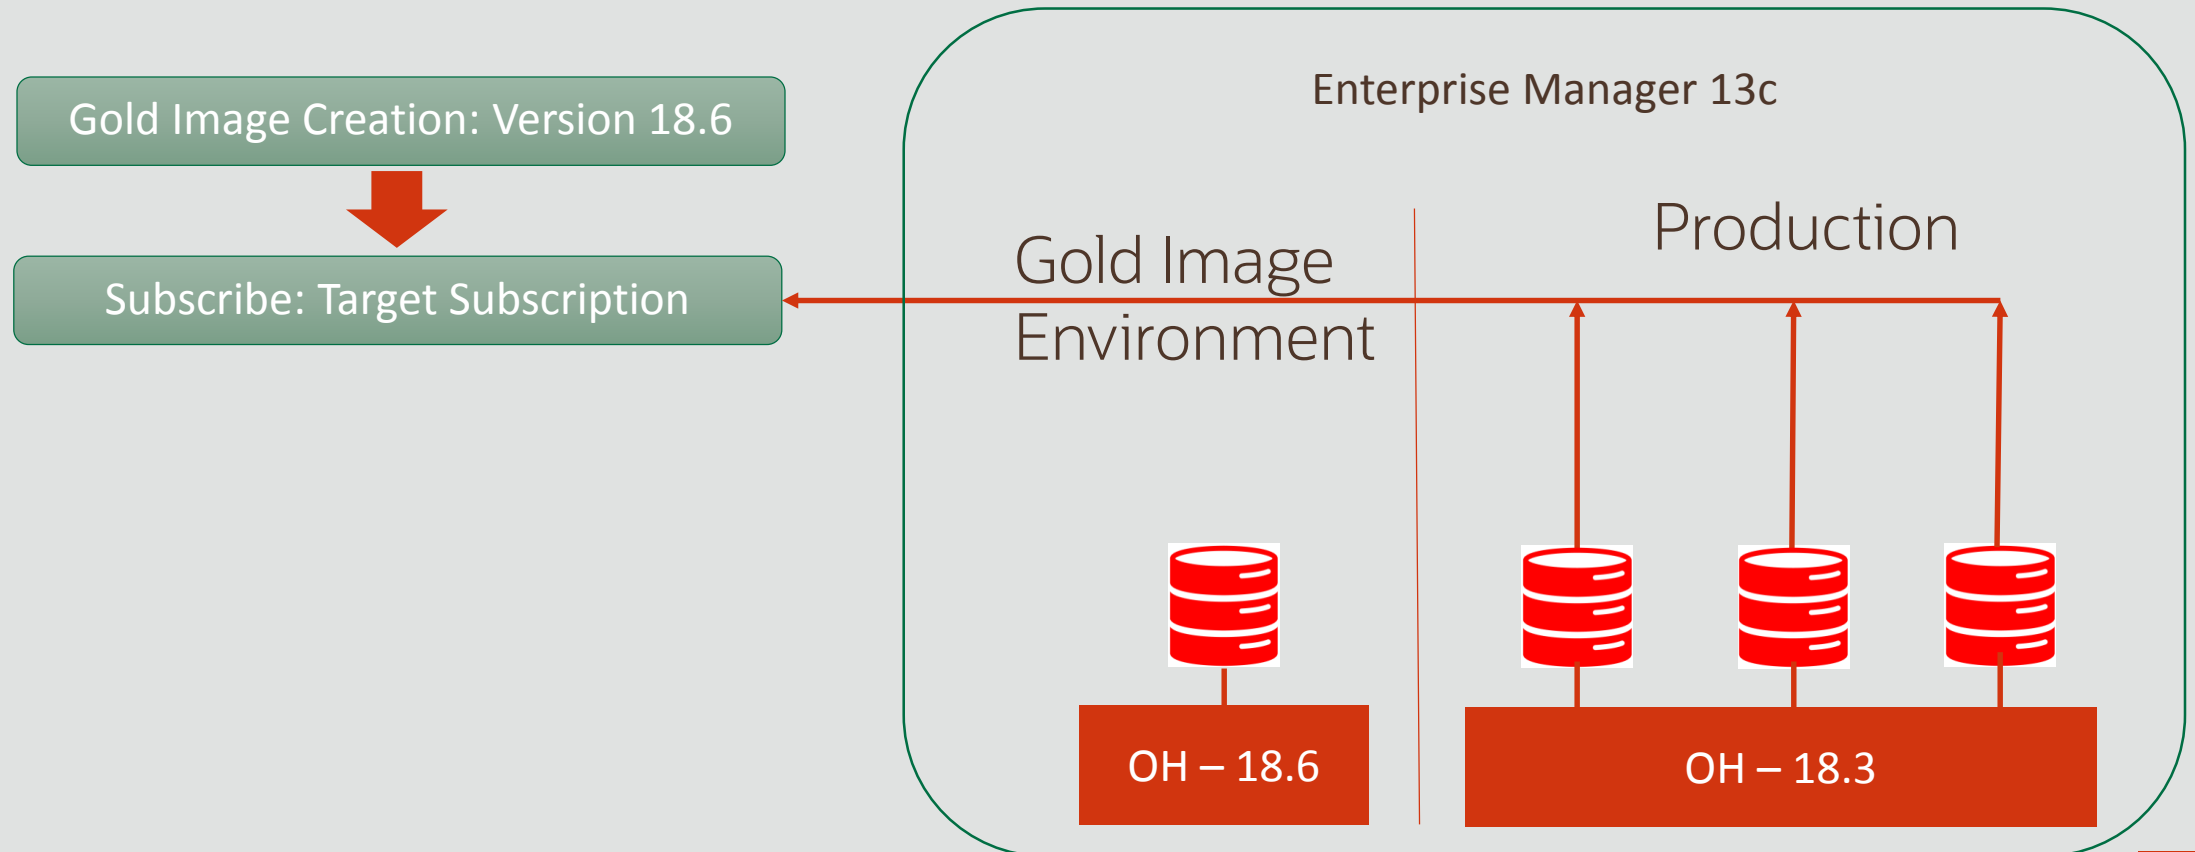 Gold Image Creation: Version 18.6
Subscribe: Target Subscription
Enterprise Manager 13c
Gold Image
Environment
Production
OH – 18.6
OH – 18.3